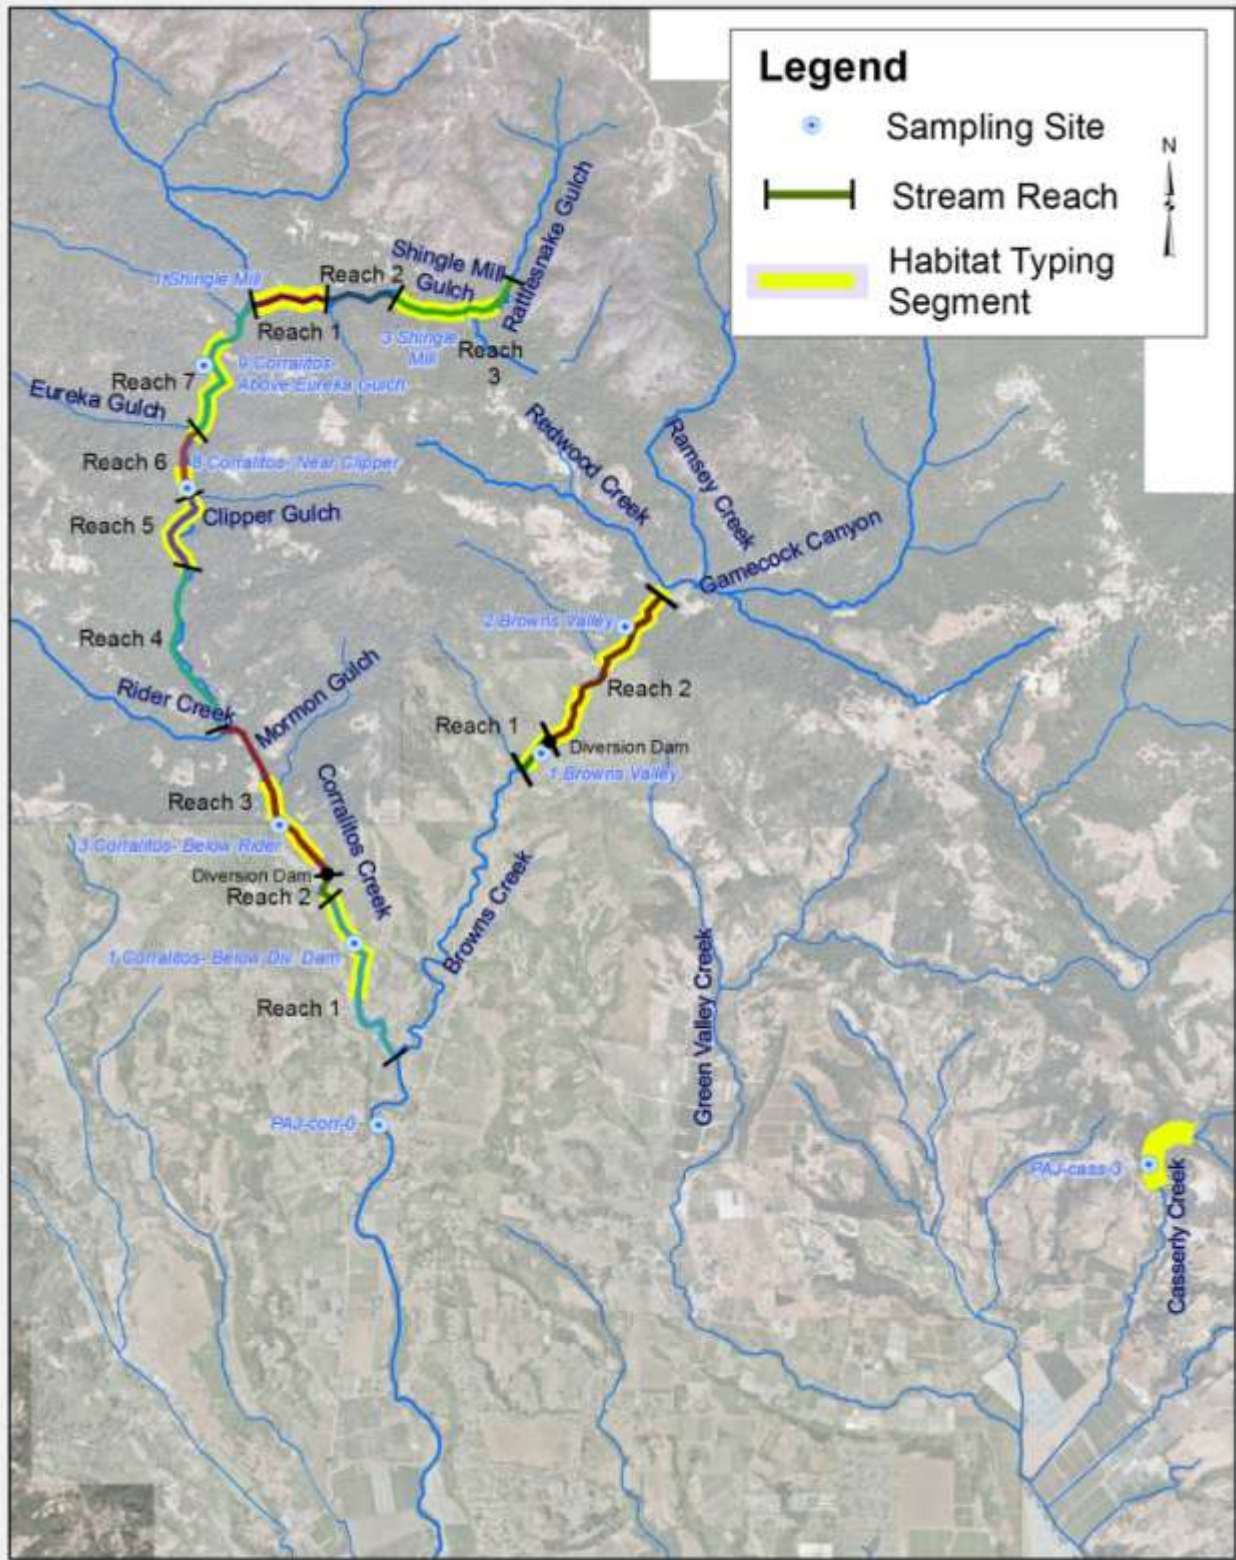 Legend
Sampling Site
N
Stream Reach
Habitat Typing
Segment
Shingle Mill
Gulch
Rattlesnake Gulch
1 Shingle Mill
Reach 2
Reach 1
3 Shingle
Mill
Reach
3
9 Corralitos-
Above Eureka Gulch
Reach 7
Eureka Gulch
Reach 6
8 Corralitos- Near Clipper
Clipper Gulch
Reach 5
Redwood Creek
Ramsey Creek
Gamecock Canyon
2 Browns Valley
Reach 4
Rider Creek
Mormon Gulch
Reach 2
Reach 1
Diversion Dam
1 Browns Valley
Reach 3
Corralitos Creek
3 Corralitos- Below Rider
Diversion Dam
Reach 2
Browns Creek
1 Corralitos- Below Div. Dam
Reach 1
Green Valley Creek
PAJ-corr-0
PAJ-cass-3
Casserly Creek